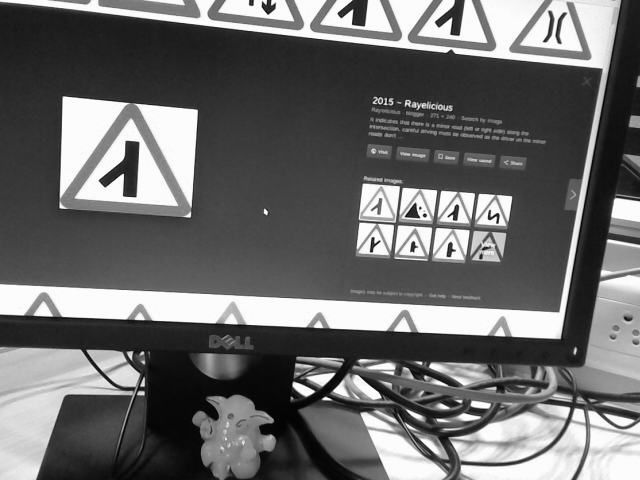 2015 ~ Rayelicious
Rayelicious - blogger - 271 × 240 - Search by image
It indicates that there is a minor road (left or right side) along the
intersection. careful driving must be observed as the driver on the minor
roads don't ...
Visit
View image
Save
View saved
Share
Related images:
Images may be subject to copyright. - Get help - Send feedback
DELL